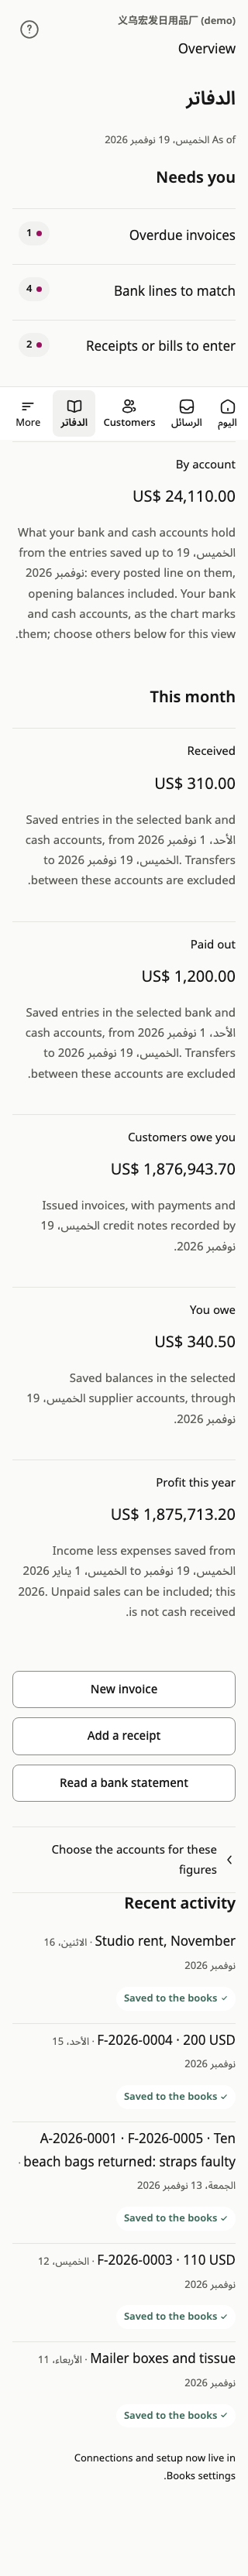 义乌宏发日用品厂 (demo)
Overview
الدفاتر
As of الخميس، 19 نوفمبر 2026
Needs you
Overdue invoices
1
Bank lines to match
4
Receipts or bills to enter
2
اليوم
الرسائل
Customers
الدفاتر
More
By account
US$ 24,110.00
What your bank and cash accounts hold
from the entries saved up to الخميس، 19
نوفمبر 2026: every posted line on them,
opening balances included. Your bank
and cash accounts, as the chart marks
them; choose others below for this view.
This month
Received
US$ 310.00
Saved entries in the selected bank and
cash accounts, from الأحد، 1 نوفمبر 2026
to الخميس، 19 نوفمبر 2026. Transfers
between these accounts are excluded.
Paid out
US$ 1,200.00
Saved entries in the selected bank and
cash accounts, from الأحد، 1 نوفمبر 2026
to الخميس، 19 نوفمبر 2026. Transfers
between these accounts are excluded.
Customers owe you
US$ 1,876,943.70
Issued invoices, with payments and
credit notes recorded by الخميس، 19
نوفمبر 2026.
You owe
US$ 340.50
Saved balances in the selected
supplier accounts, through الخميس، 19
نوفمبر 2026.
Profit this year
US$ 1,875,713.20
Income less expenses saved from
الخميس، 1 يناير 2026 to الخميس، 19 نوفمبر
2026. Unpaid sales can be included; this
is not cash received.
New invoice
Add a receipt
Read a bank statement
Choose the accounts for these
figures
Recent activity
Studio rent, November · الاثنين، 16
نوفمبر 2026
Saved to the books
F-2026-0004 · 200 USD · الأحد، 15
نوفمبر 2026
Saved to the books
A-2026-0001 · F-2026-0005 · Ten
beach bags returned: straps faulty ·
الجمعة، 13 نوفمبر 2026
Saved to the books
F-2026-0003 · 110 USD · الخميس، 12
نوفمبر 2026
Saved to the books
Mailer boxes and tissue · الأربعاء، 11
نوفمبر 2026
Saved to the books
Connections and setup now live in
Books settings.